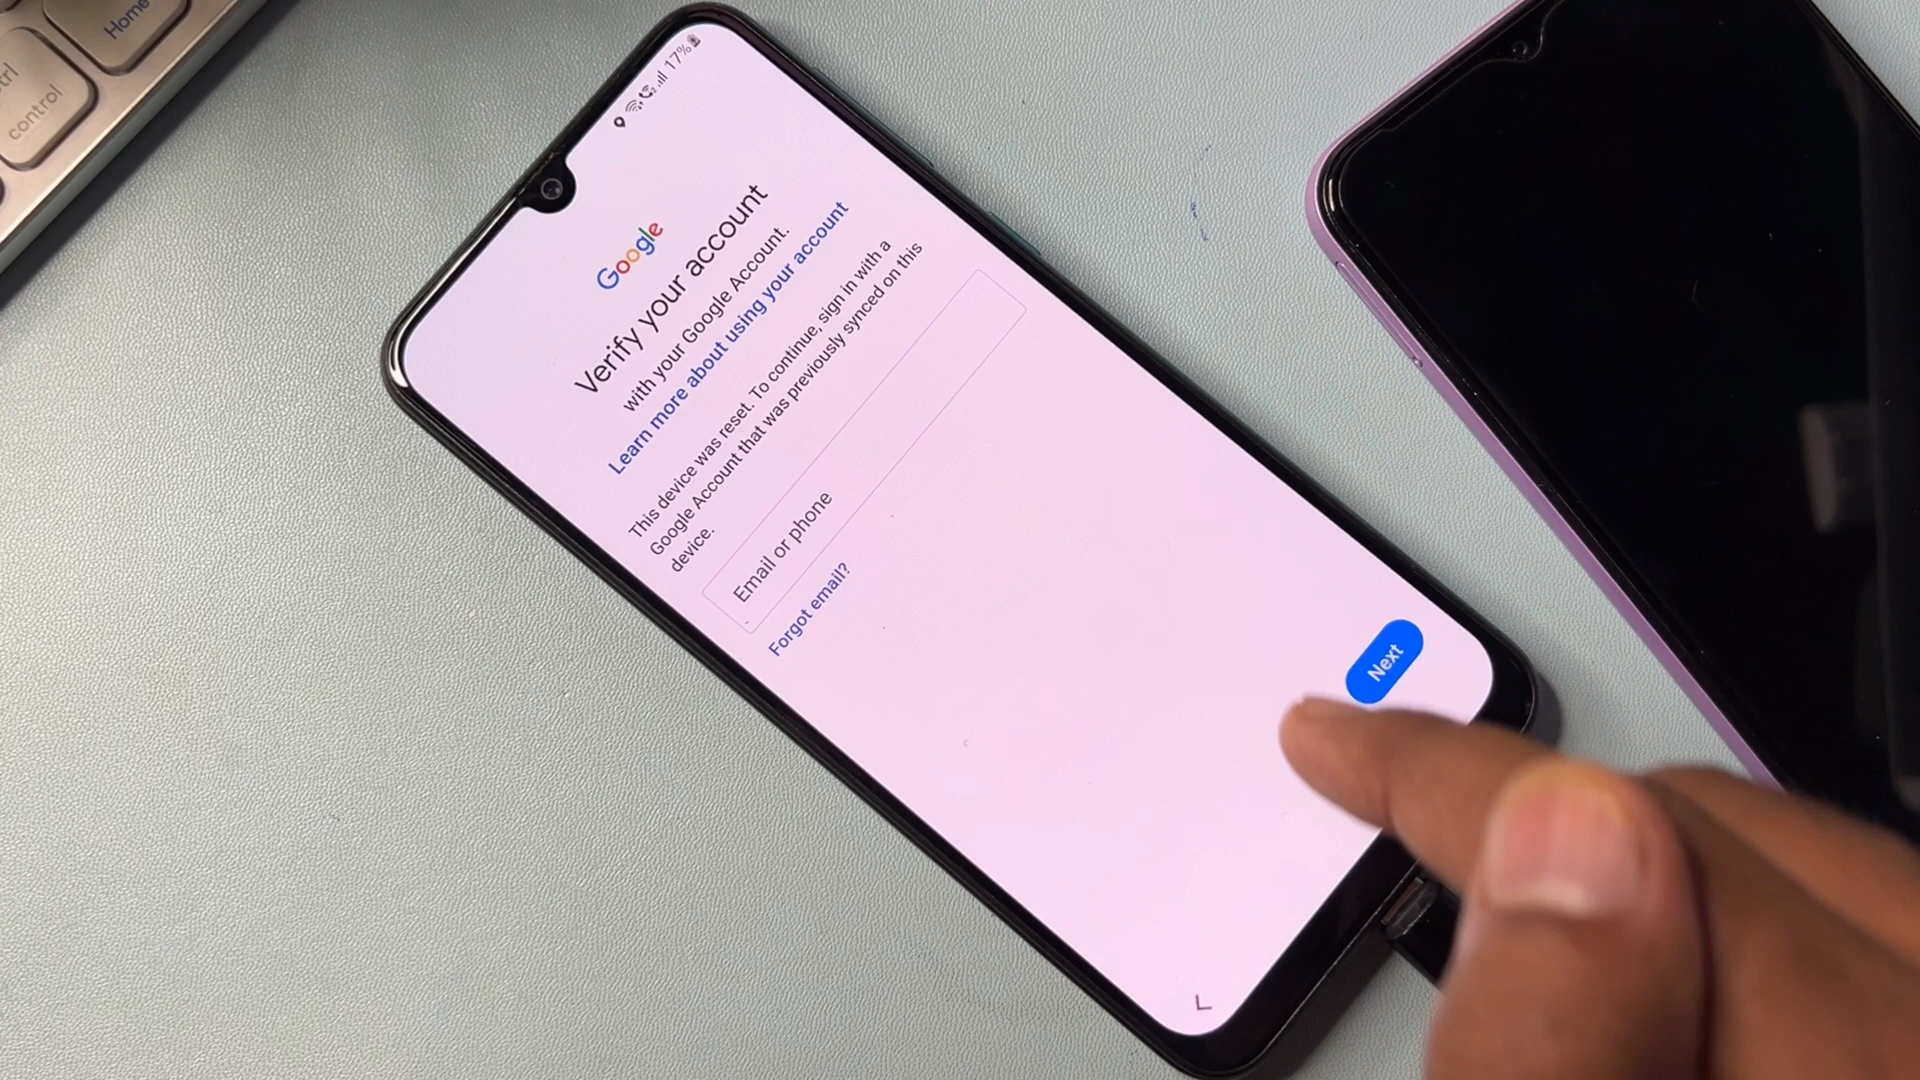 Home
ctrl
control
17%
Google
Verify your account
with your Google Account.
Learn more about using your account
This device was reset. To continue, sign in with a
Google Account that was previously synced on this
device.
Email or phone
Forgot email?
Next